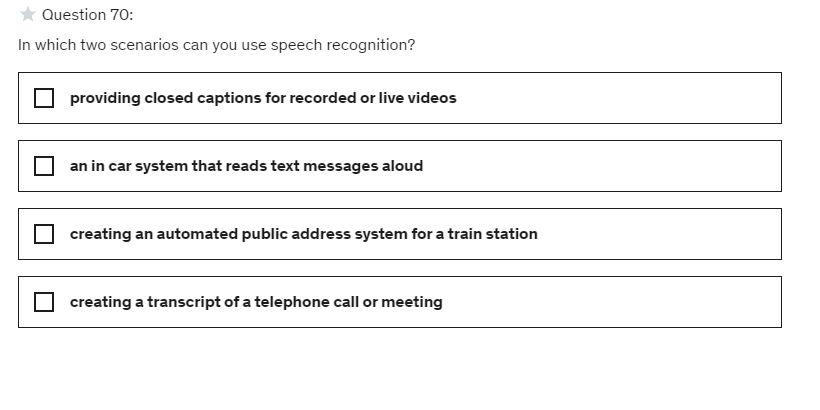 Question 70:
In which two scenarios can you use speech recognition?
providing closed captions for recorded or live videos
an in car system that reads text messages aloud
creating an automated public address system for a train station
creating a transcript of a telephone call or meeting